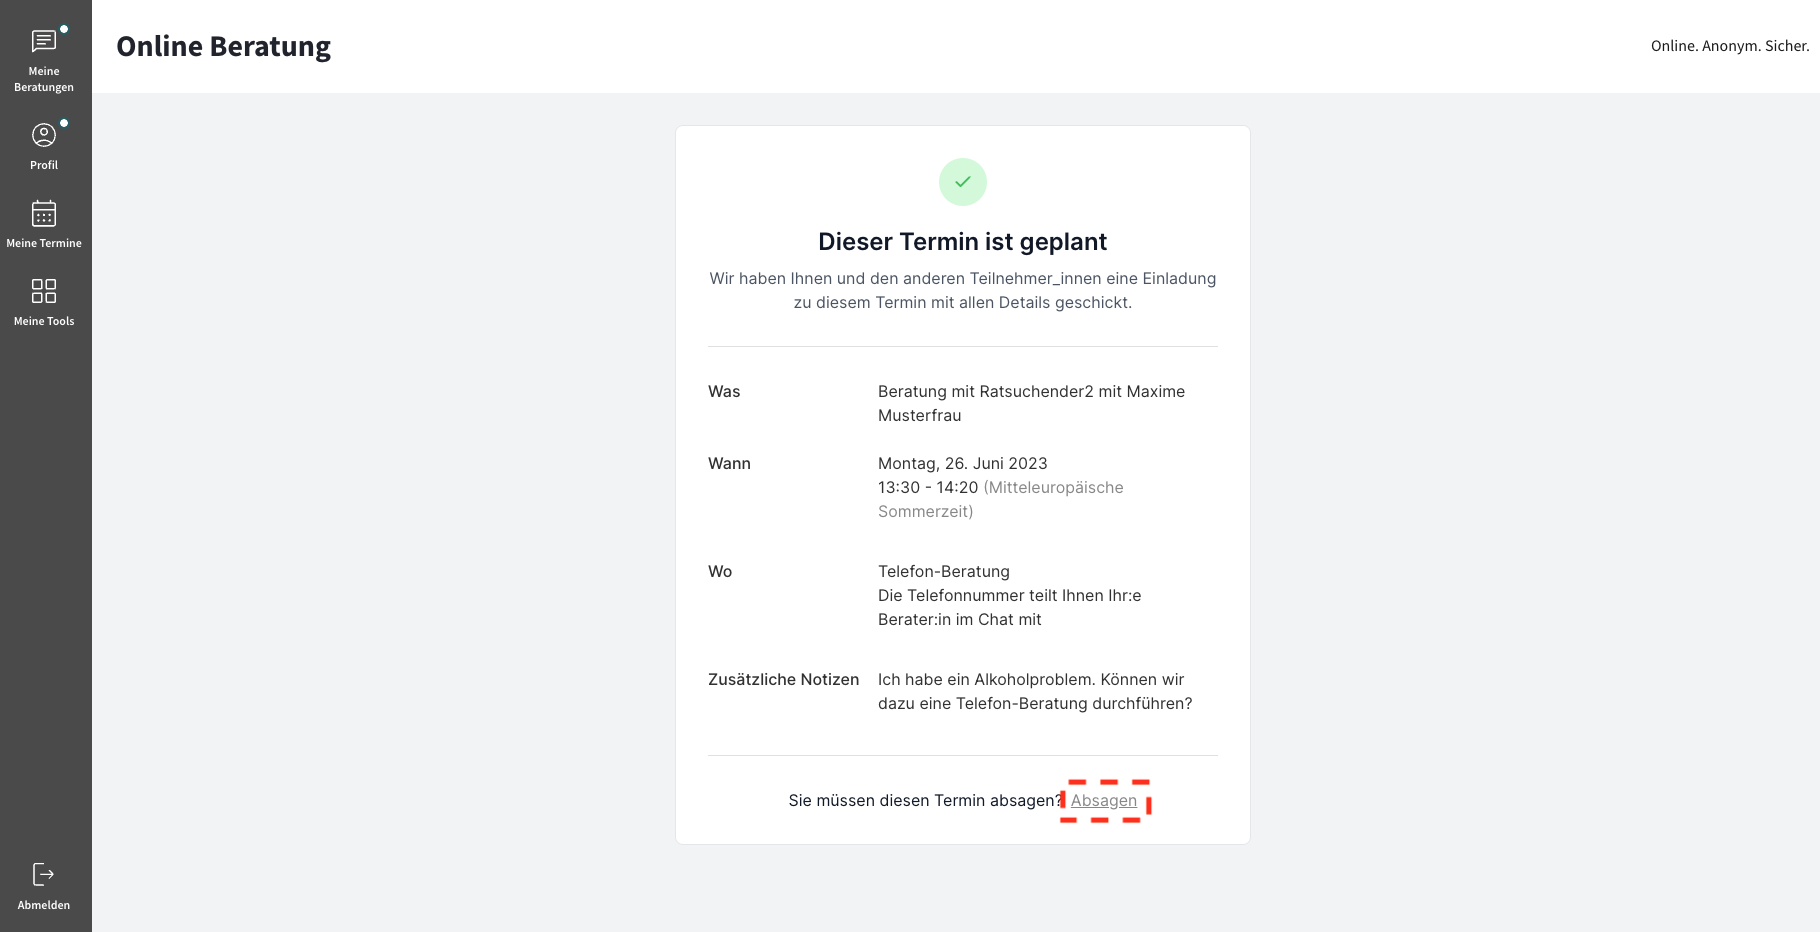 Meine
Beratungen
Profil
Meine Termine
Meine Tools
Abmelden
Online Beratung
Online. Anonym. Sicher.
Dieser Termin ist geplant
Wir haben Ihnen und den anderen Teilnehmer_innen eine Einladung
zu diesem Termin mit allen Details geschickt.
Was
Beratung mit Ratsuchender2 mit Maxime
Musterfrau
Wann
Montag, 26. Juni 2023
13:30 - 14:20 (Mitteleuropäische
Sommerzeit)
Wo
Telefon-Beratung
Die Telefonnummer teilt Ihnen Ihr:e
Berater:in im Chat mit
Zusätzliche Notizen
Ich habe ein Alkoholproblem. Können wir
dazu eine Telefon-Beratung durchführen?
Sie müssen diesen Termin absagen? Absagen